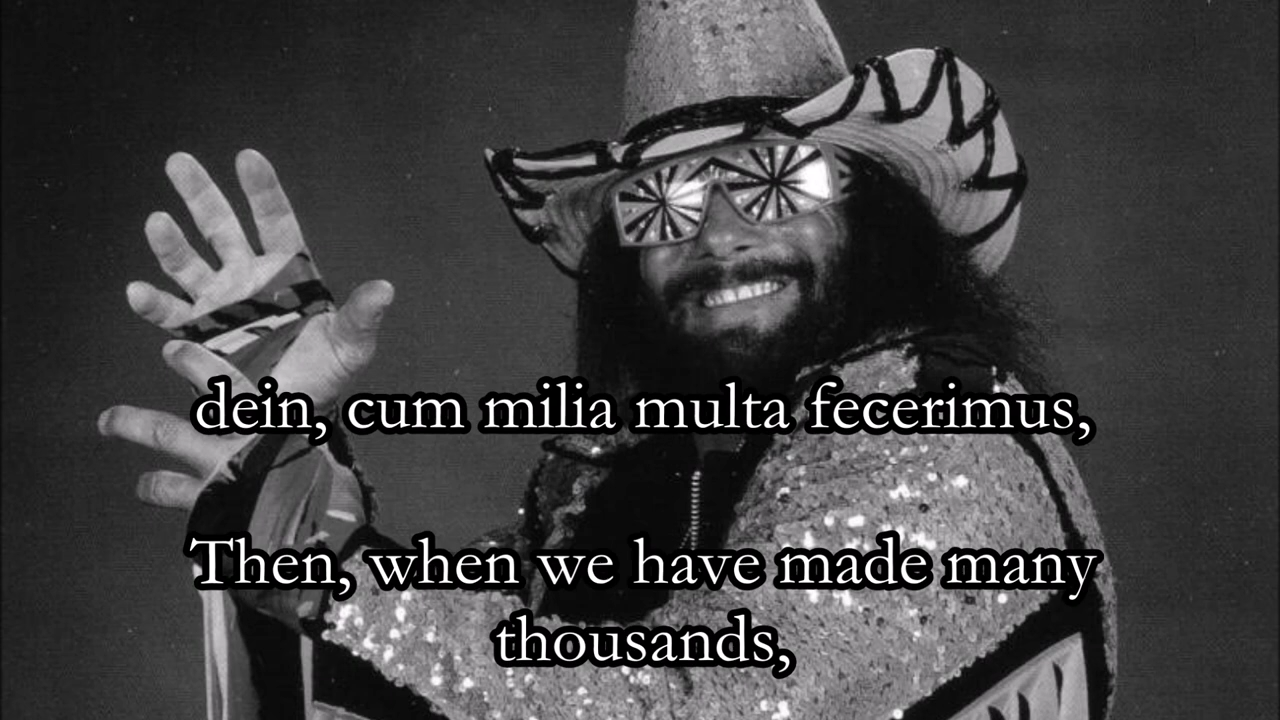 dein, cum milia multa fecerimus,
Then, when we have made many
thousands,